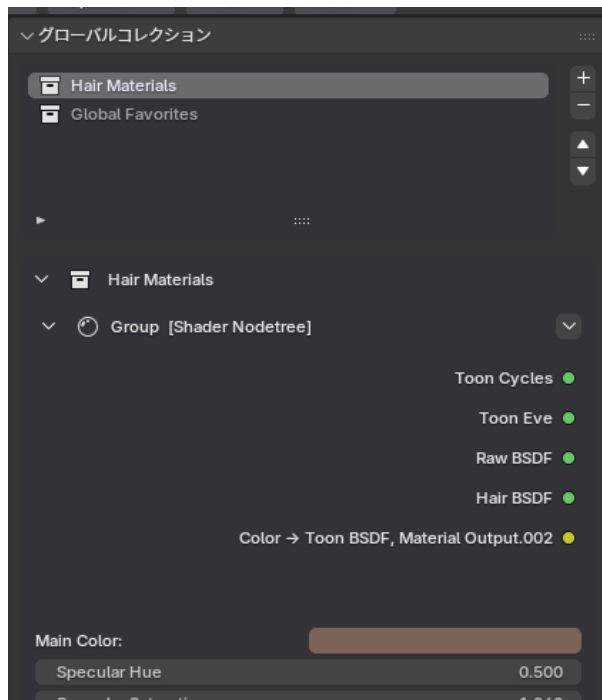 グローバルコレクション
Hair Materials
Global Favorites
Hair Materials
Group [Shader Nodetree]
Toon Cycles
Toon Eve
Raw BSDF
Hair BSDF
Color → Toon BSDF, Material Output.002
Main Color:
Specular Hue 0.500